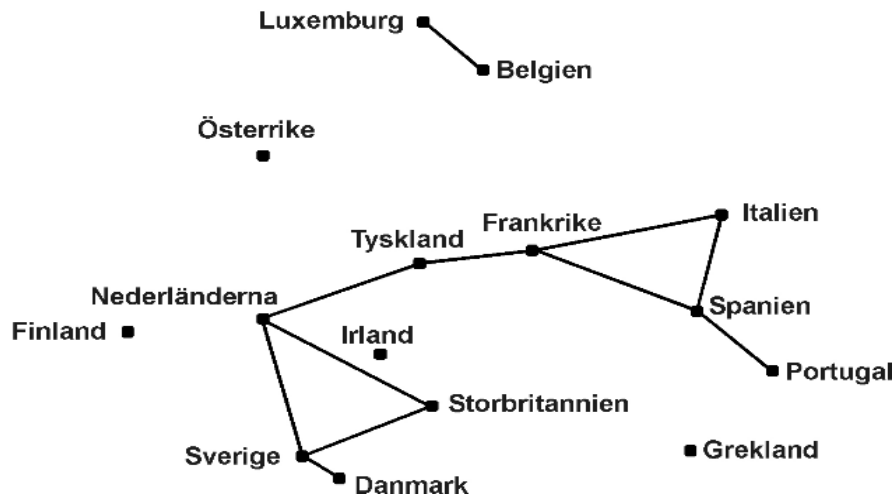 Luxemburg
Belgien
Österrike
Frankrike
Italien
Tyskland
Nederländerna
Spanien
Finland
Irland
Portugal
Storbritannien
Sverige
Grekland
Danmark